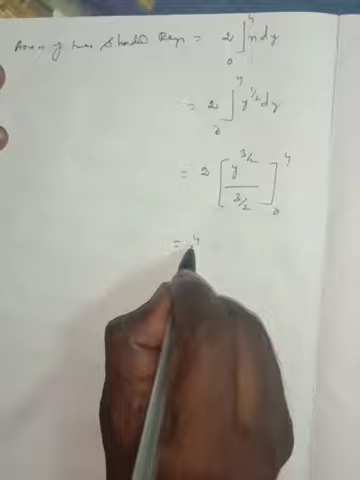 Area of the Shaded Region = 2 ∫₀⁴ x dy
= 2 ∫₀⁴ y^1/2 dy
= 2 [ y^3/2 / 3/2 ]₀⁴
= 4